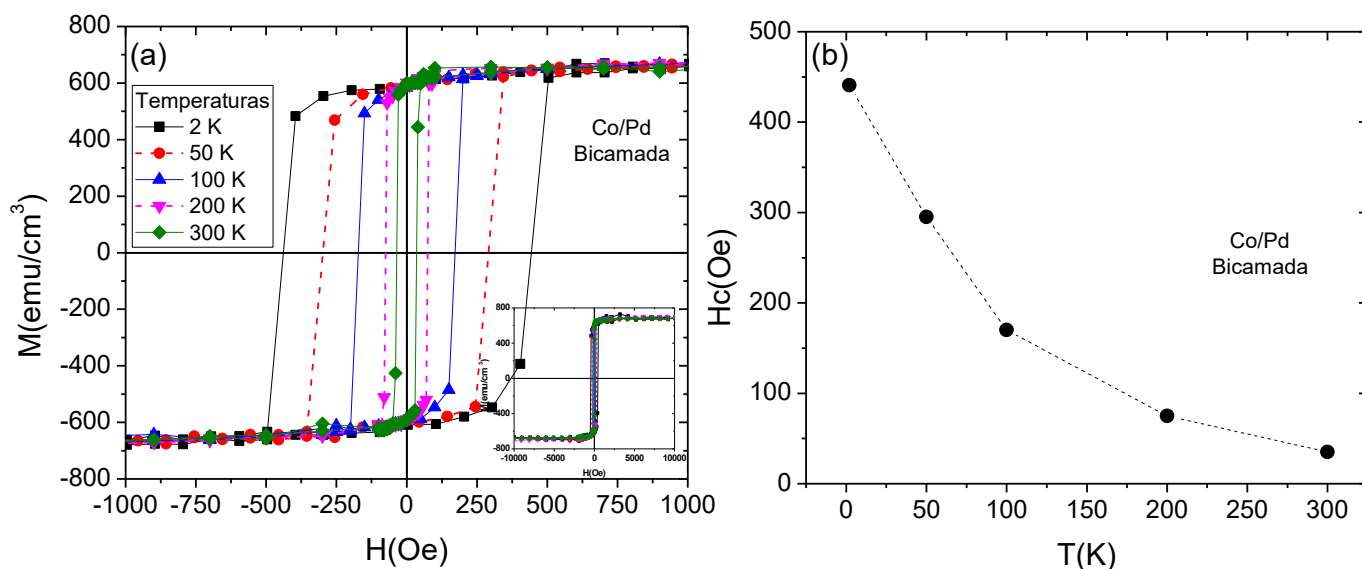 (a)
M(emu/cm³)
800
600
400
200
0
-200
-400
-600
-800
Temperaturas
2 K
50 K
100 K
200 K
300 K
Co/Pd
Bicamada
800
400
0
-400
-800
M(emu/cm³)
-10000 -5000 0 5000 10000
H(Oe)
-1000 -750 -500 -250 0 250 500 750 1000
H(Oe)
(b)
Hc(Oe)
500
400
300
200
100
0
Co/Pd
Bicamada
0 50 100 150 200 250 300
T(K)